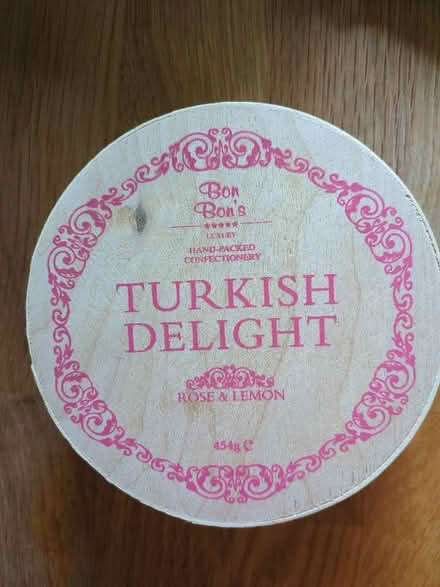 Bon
Bon's
LUXURY
HAND-PACKED
CONFECTIONERY
TURKISH
DELIGHT
ROSE & LEMON
454g ℮